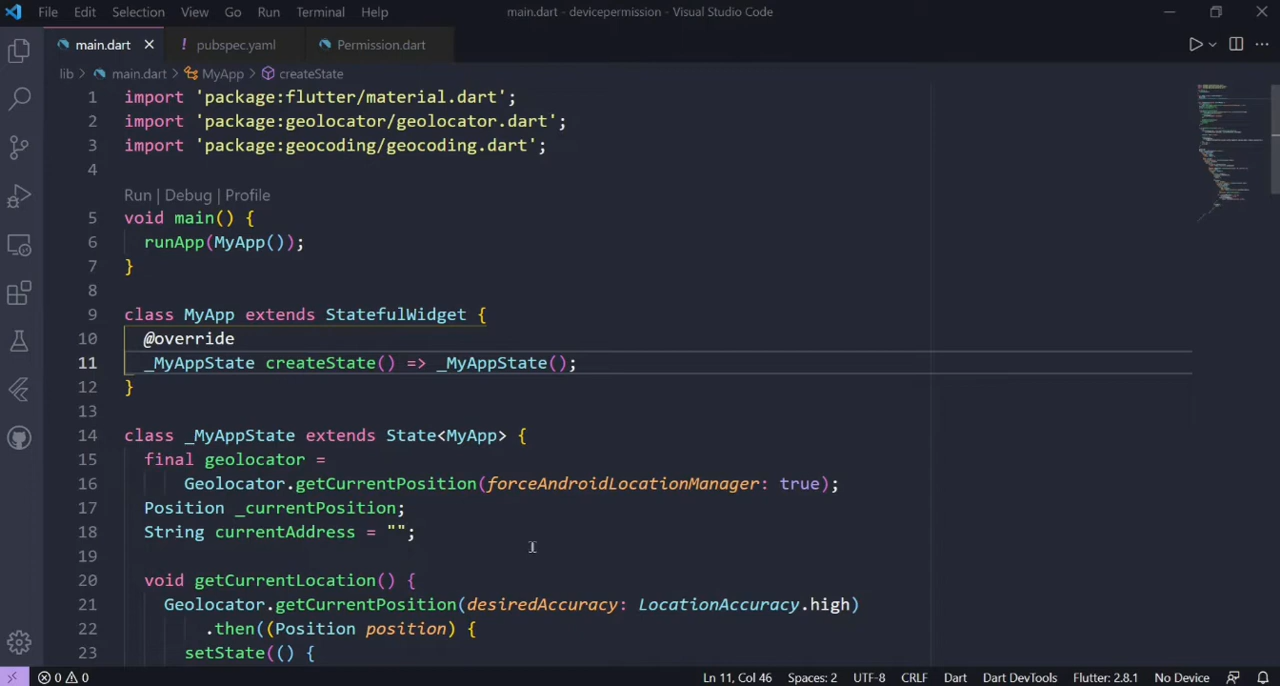 File Edit Selection View Go Run Terminal Help main.dart - devicepermission - Visual Studio Code
main.dart pubspec.yaml Permission.dart
lib > main.dart > MyApp > createState
1 import 'package:flutter/material.dart';
2 import 'package:geolocator/geolocator.dart';
3 import 'package:geocoding/geocoding.dart';
4
Run | Debug | Profile
5 void main() {
6 runApp(MyApp());
7 }
8
9 class MyApp extends StatefulWidget {
10 @override
11 _MyAppState createState() => _MyAppState();
12 }
13
14 class _MyAppState extends State<MyApp> {
15 final geolocator =
16 Geolocator.getCurrentPosition(forceAndroidLocationManager: true);
17 Position _currentPosition;
18 String currentAddress = "";
19
20 void getCurrentLocation() {
21 Geolocator.getCurrentPosition(desiredAccuracy: LocationAccuracy.high)
22 .then((Position position) {
23 setState(() {
0 0 Ln 11, Col 46 Spaces: 2 UTF-8 CRLF Dart Dart DevTools Flutter: 2.8.1 No Device